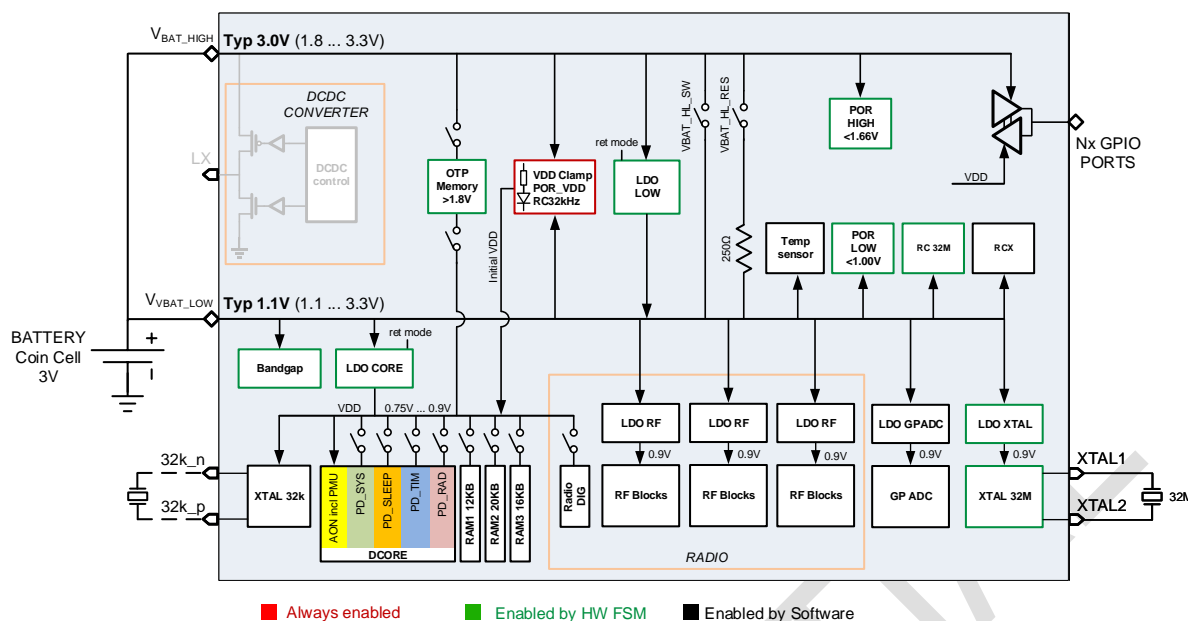 VBAT_HIGH
Typ 3.0V (1.8 ... 3.3V)
DCDC
CONVERTER
DCDC
control
LX
OTP
Memory
>1.8V
VDD Clamp
POR_VDD
RC32kHz
ret mode
LDO
LOW
VBAT_HL_SW
VBAT_HL_RES
250Ω
POR
HIGH
<1.66V
VDD
Nx GPIO
PORTS
Initial VDD
Temp
sensor
POR
LOW
<1.00V
RC 32M
RCX
VVBAT_LOW
Typ 1.1V (1.1 ... 3.3V)
BATTERY
Coin Cell
3V
+
Bandgap
LDO CORE
ret mode
VDD
0.75V ... 0.9V
LDO RF
LDO RF
LDO RF
LDO GPADC
LDO XTAL
0.9V
0.9V
0.9V
0.9V
0.9V
32k_n
32k_p
XTAL 32k
AON incl PMU
PD_SYS
PD_SLEEP
PD_TIM
PD_RAD
DCORE
RAM1 12KB
RAM2 20KB
RAM3 16KB
Radio
DIG
RF Blocks
RF Blocks
RF Blocks
RADIO
GP ADC
XTAL 32M
XTAL1
XTAL2
32M
Always enabled
Enabled by HW FSM
Enabled by Software